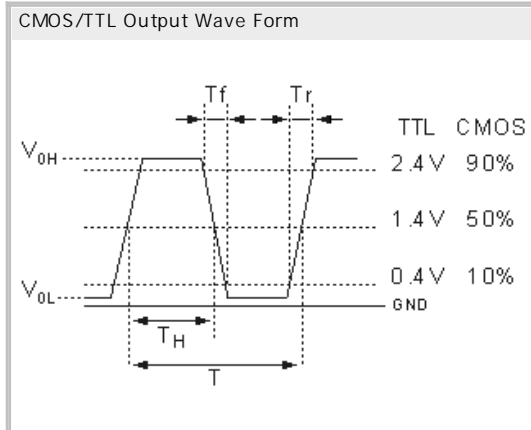 CMOS/TTL Output Wave Form
Tf Tr
TTL CMOS
V0H 2.4V 90%
1.4V 50%
0.4V 10%
V0L GND
TH
T